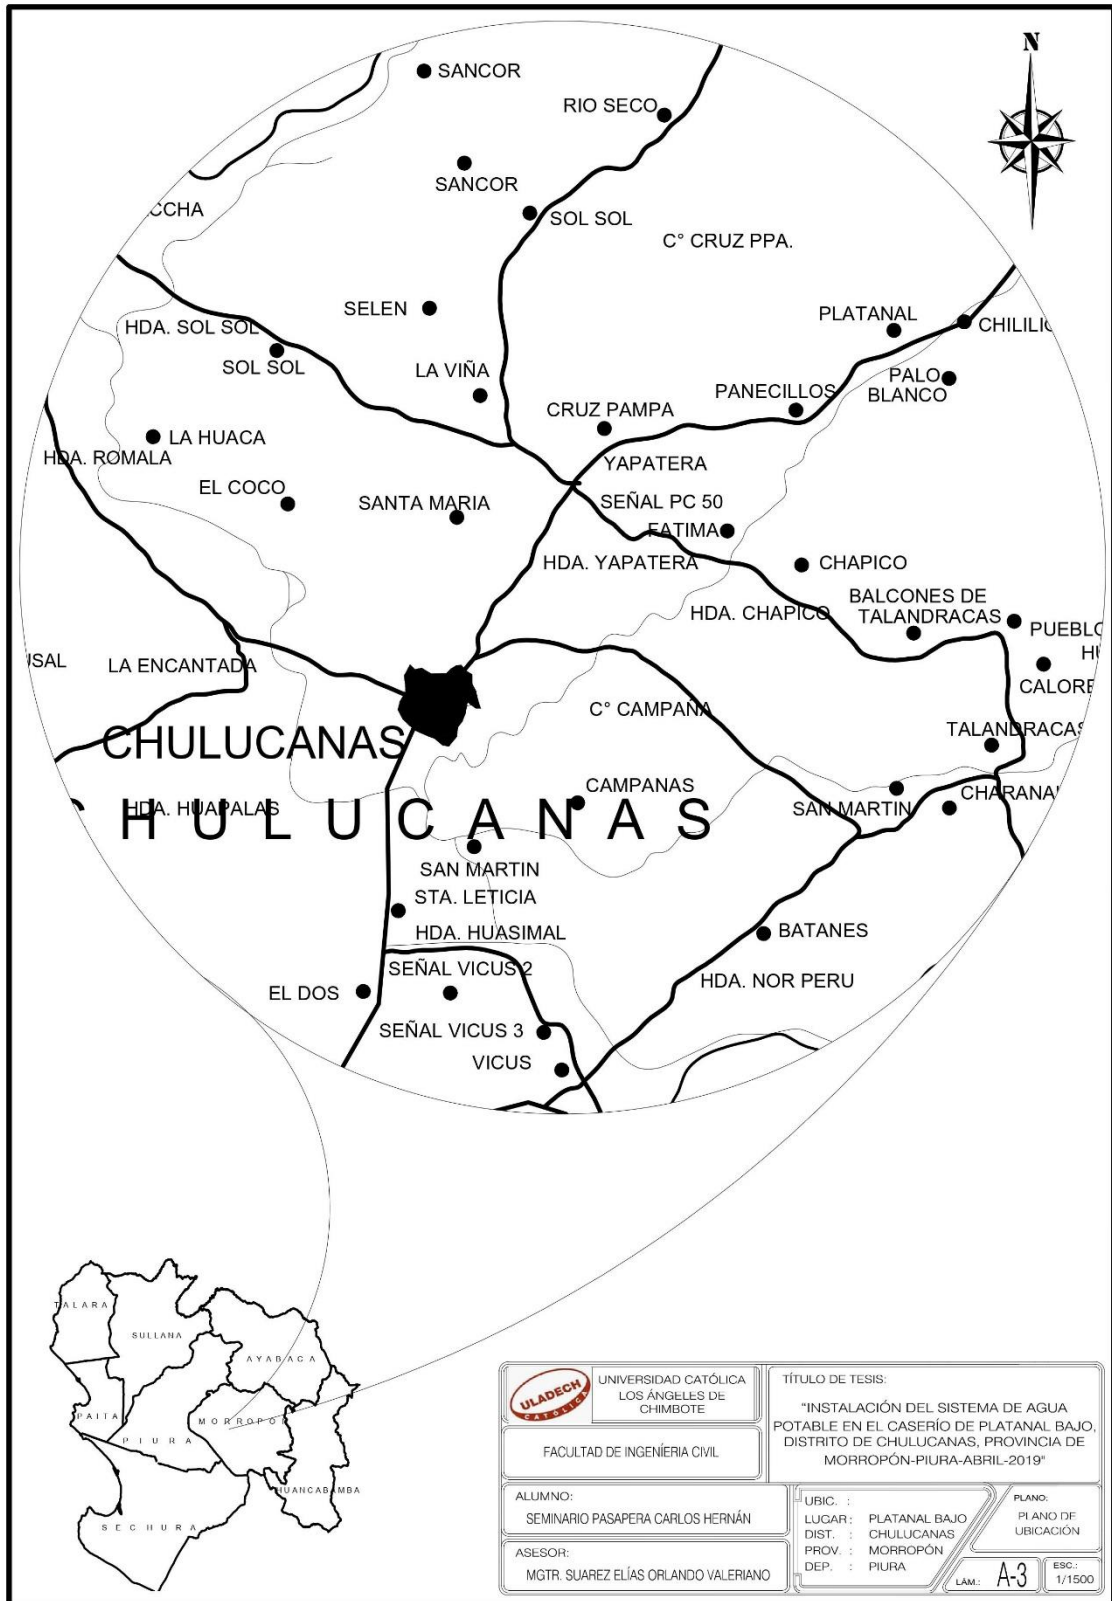 N
SANCOR
RIO SECO
SANCOR
CCHA
SOL SOL
C° CRUZ PPA.
SELEN
PLATANAL
HDA. SOL SOL
CHILILIC
SOL SOL
LA VIÑA
PALO
BLANCO
PANECILLOS
CRUZ PAMPA
LA HUACA
HDA. ROMALA
YAPATERA
EL COCO
SANTA MARIA
SEÑAL PC 50
FATIMA
HDA. YAPATERA
CHAPICO
BALCONES DE
TALANDRACAS
HDA. CHAPICO
PUEBLO
HU
USAL
LA ENCANTADA
CALORE
C° CAMPAÑA
TALANDRACAS
CHULUCANAS
CAMPANAS
CHARANAL
SAN MARTIN
HDA. HUAPALAS
CHULUCANAS
SAN MARTIN
STA. LETICIA
HDA. HUASIMAL
BATANES
SEÑAL VICUS 2
HDA. NOR PERU
EL DOS
SEÑAL VICUS 3
VICUS
TALARA
SULLANA
AYABACA
PAITA
PIURA
MORROPON
HUANCABAMBA
SECHURA
ULADECH
CATÓLICA
UNIVERSIDAD CATÓLICA
LOS ÁNGELES DE
CHIMBOTE
FACULTAD DE INGENÍERIA CIVIL
TÍTULO DE TESIS:
"INSTALACIÓN DEL SISTEMA DE AGUA
POTABLE EN EL CASERÍO DE PLATANAL BAJO,
DISTRITO DE CHULUCANAS, PROVINCIA DE
MORROPÓN-PIURA-ABRIL-2019"
ALUMNO:
SEMINARIO PASAPERA CARLOS HERNÁN
ASESOR:
MGTR. SUAREZ ELÍAS ORLANDO VALERIANO
UBIC. :
LUGAR : PLATANAL BAJO
DIST. : CHULUCANAS
PROV. : MORROPÓN
DEP. : PIURA
PLANO:
PLANO DE
UBICACIÓN
LÁM.: A-3
ESC.:
1/1500